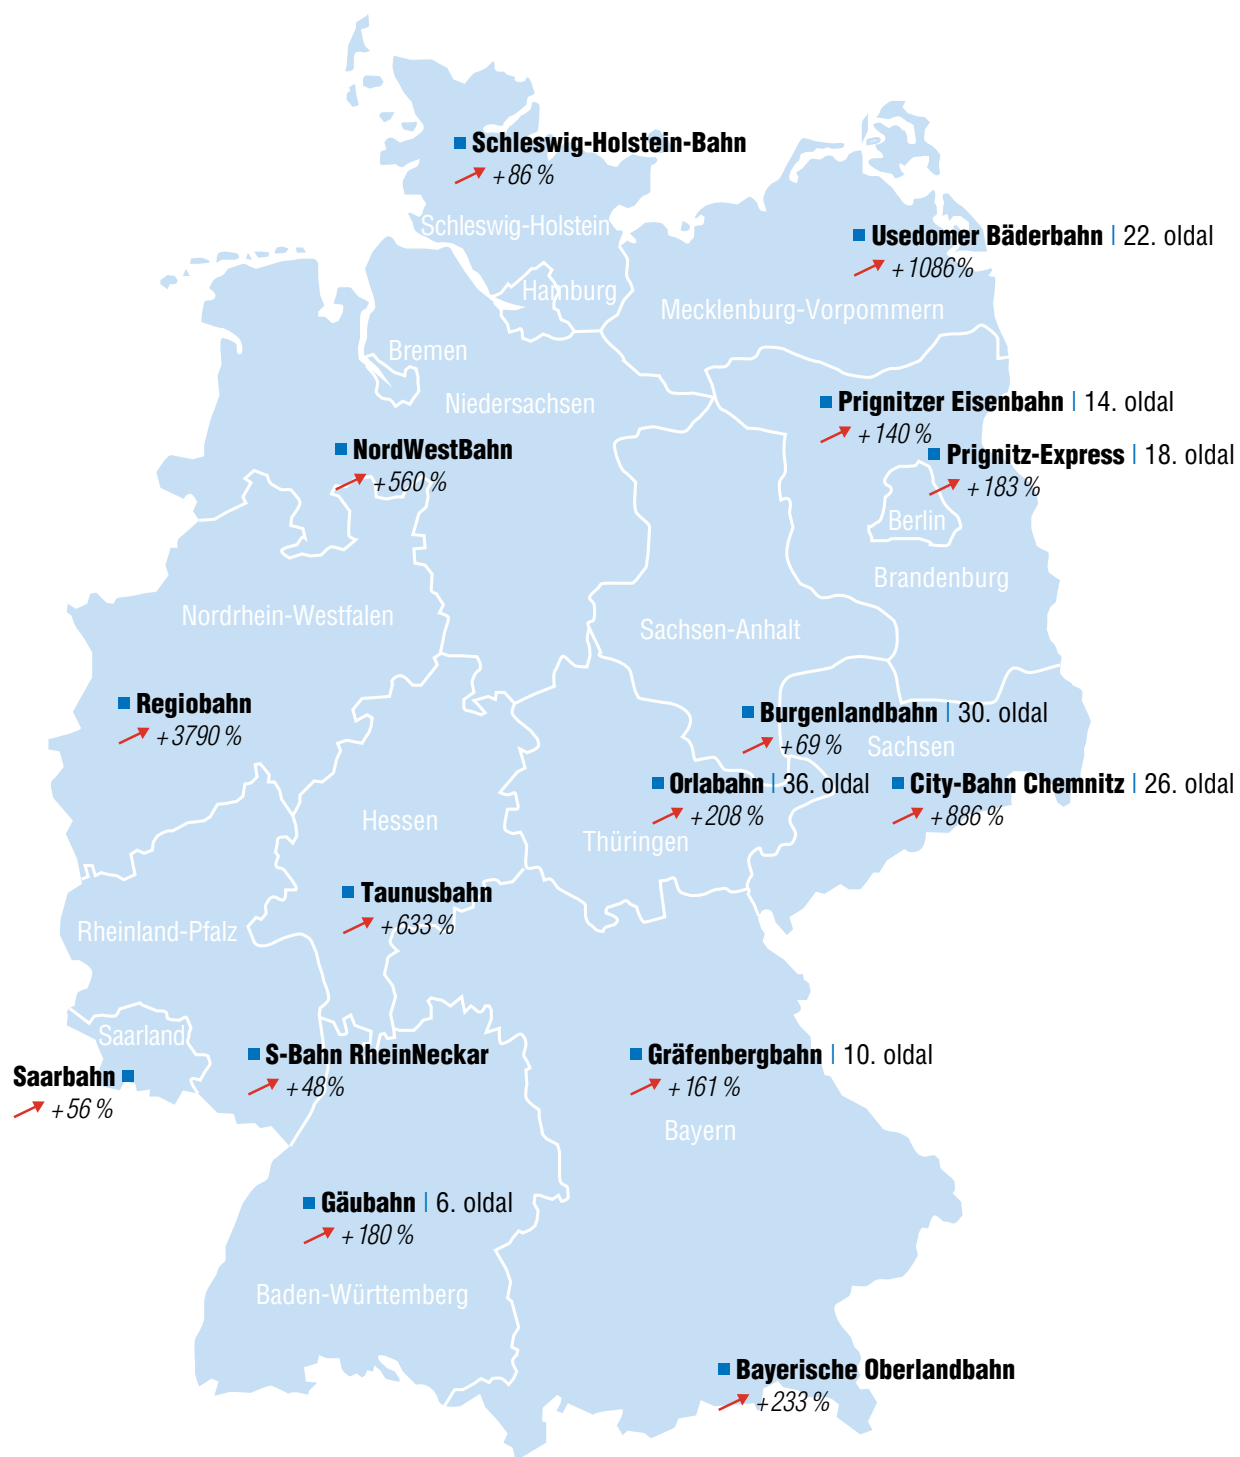 Schleswig-Holstein-Bahn
+86 %
Schleswig-Holstein
Usedomer Bäderbahn | 22. oldal
+1086%
Hamburg
Mecklenburg-Vorpommern
Bremen
Niedersachsen
Prignitzer Eisenbahn | 14. oldal
+140 %
NordWestBahn
+560 %
Prignitz-Express | 18. oldal
+183 %
Berlin
Brandenburg
Nordrhein-Westfalen
Sachsen-Anhalt
Regiobahn
+3790 %
Burgenlandbahn | 30. oldal
+69 %
Sachsen
Orlabahn | 36. oldal
+208 %
City-Bahn Chemnitz | 26. oldal
+886 %
Hessen
Thüringen
Taunusbahn
+633 %
Rheinland-Pfalz
Saarland
S-Bahn RheinNeckar
+48%
Gräfenbergbahn | 10. oldal
+161 %
Saarbahn
+56 %
Bayern
Gäubahn | 6. oldal
+180 %
Baden-Württemberg
Bayerische Oberlandbahn
+233 %